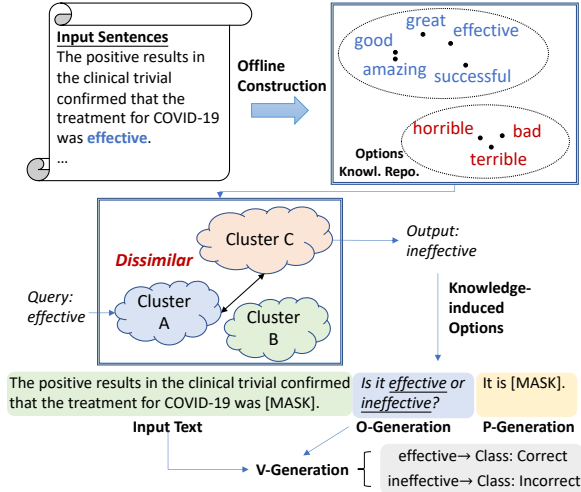 Input Sentences
The positive results in
the clinical trivial
confirmed that the
treatment for COVID-19
was effective.
...
Offline
Construction
great
good
effective
amazing
successful
horrible
bad
terrible
Options
Knowl. Repo.
Cluster C
Dissimilar
Output:
ineffective
Query:
effective
Cluster
A
Cluster
B
Knowledge-
induced
Options
The positive results in the clinical trivial confirmed
that the treatment for COVID-19 was [MASK].
Is it effective or
ineffective?
It is [MASK].
Input Text
O-Generation
P-Generation
V-Generation
effective→ Class: Correct
ineffective→ Class: Incorrect